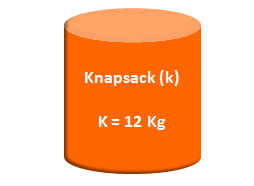 Knapsack (k)
K = 12 Kg